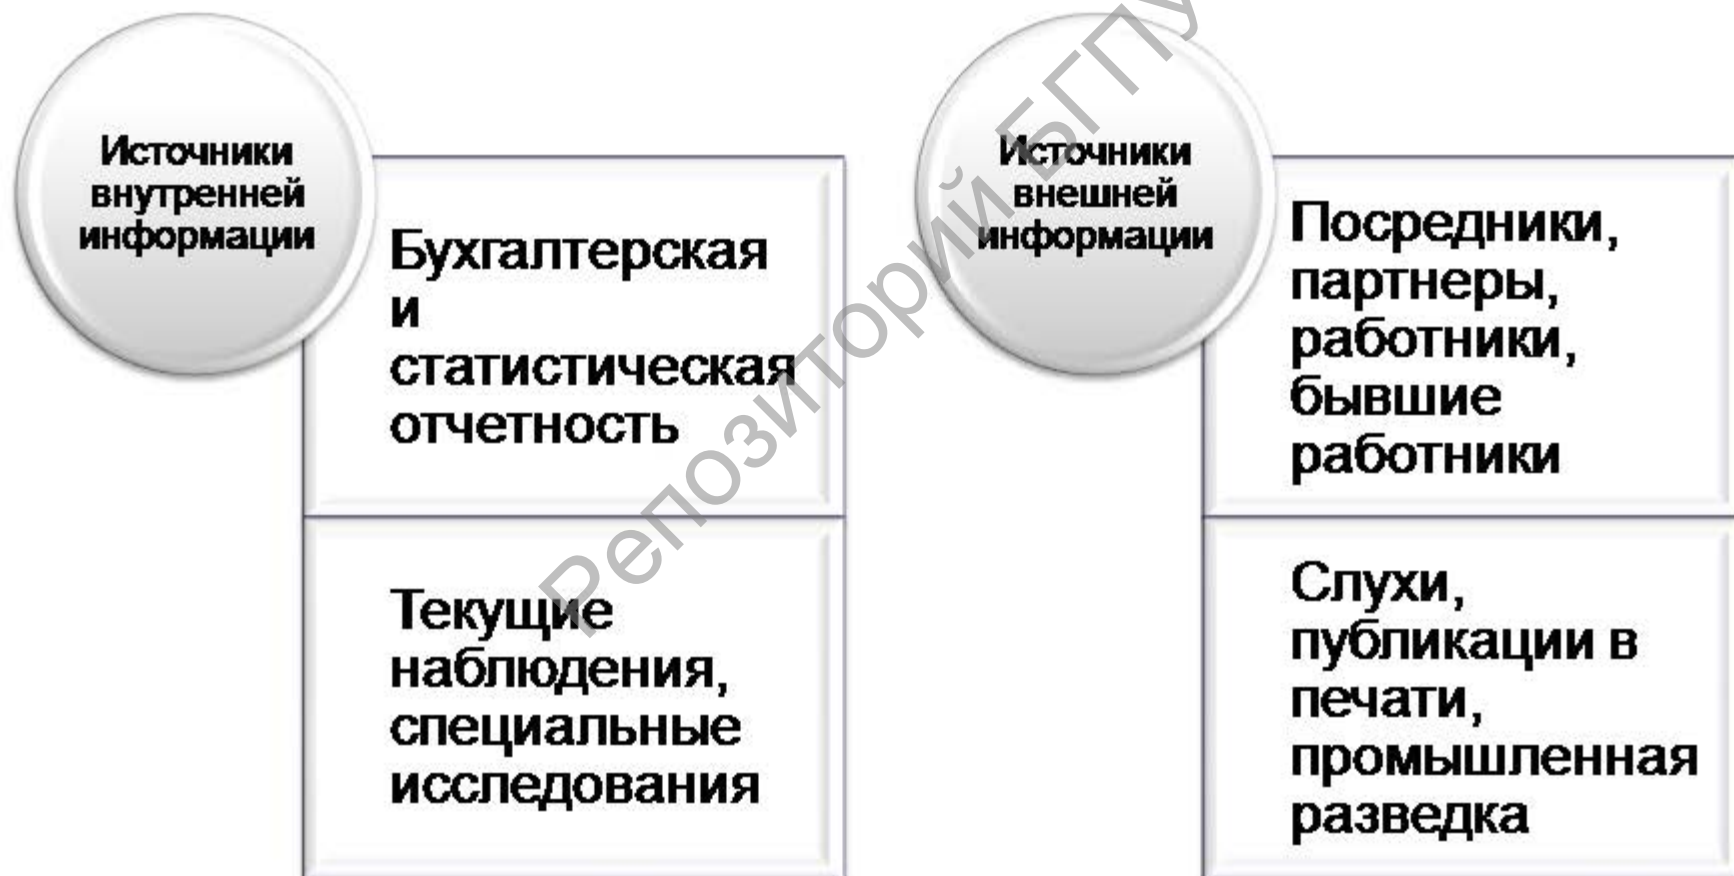 Источники
внутренней
информации
Бухгалтерская
и
статистическая
отчетность
Текущие
наблюдения,
специальные
исследования
Источники
внешней
информации
Посредники,
партнеры,
работники,
бывшие
работники
Слухи,
публикации в
печати,
промышленная
разведка
Репозиторий БГПУ